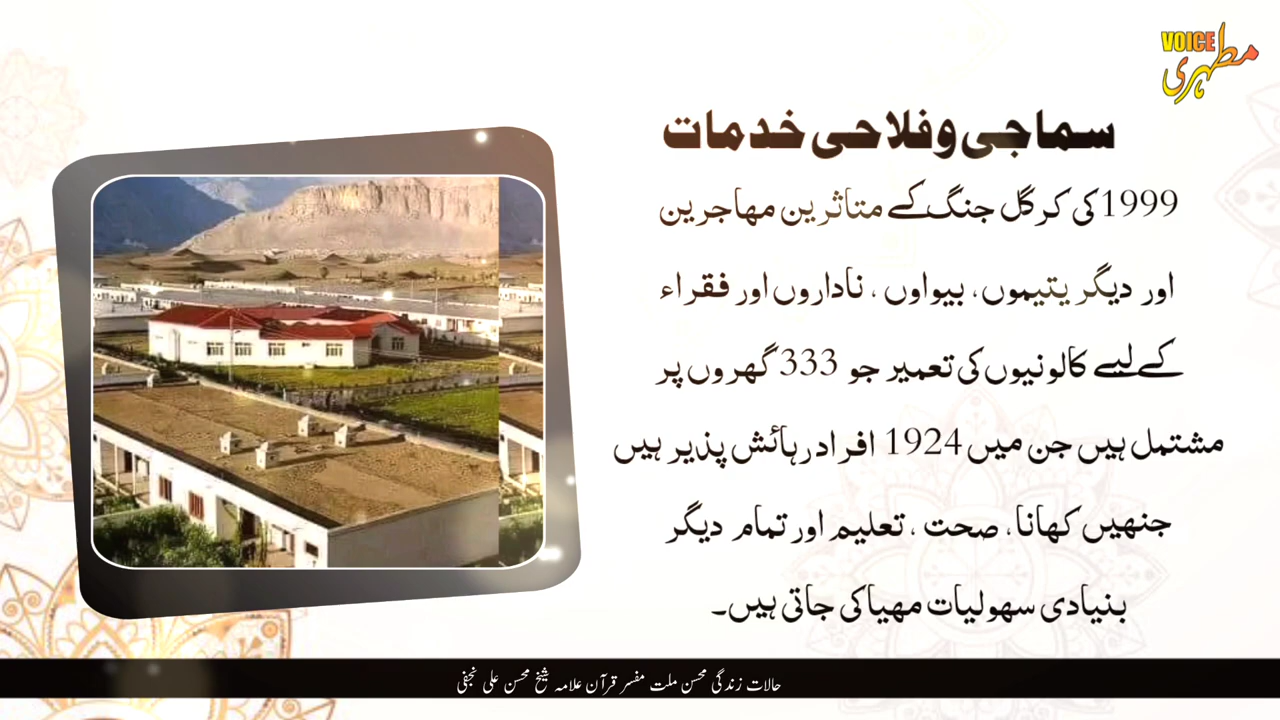 VOICE
مطہری
سماجی و فلاحی خدمات
1999 کی کرگل جنگ کے متاثرین مہاجرین
اور دیگر یتیموں، بیواوں، ناداروں اور فقراء
کے لیے کالونیوں کی تعمیر جو 333 گھروں پر
مشتمل ہیں جن میں 1924 افراد رہائش پذیر ہیں
جنھیں کھانا، صحت، تعلیم اور تمام دیگر
بنیادی سھولیات مھیا کی جاتی ہیں۔
حالات زندگی محسن ملت مفسر قرآن علامہ شیخ محسن علی نجفی